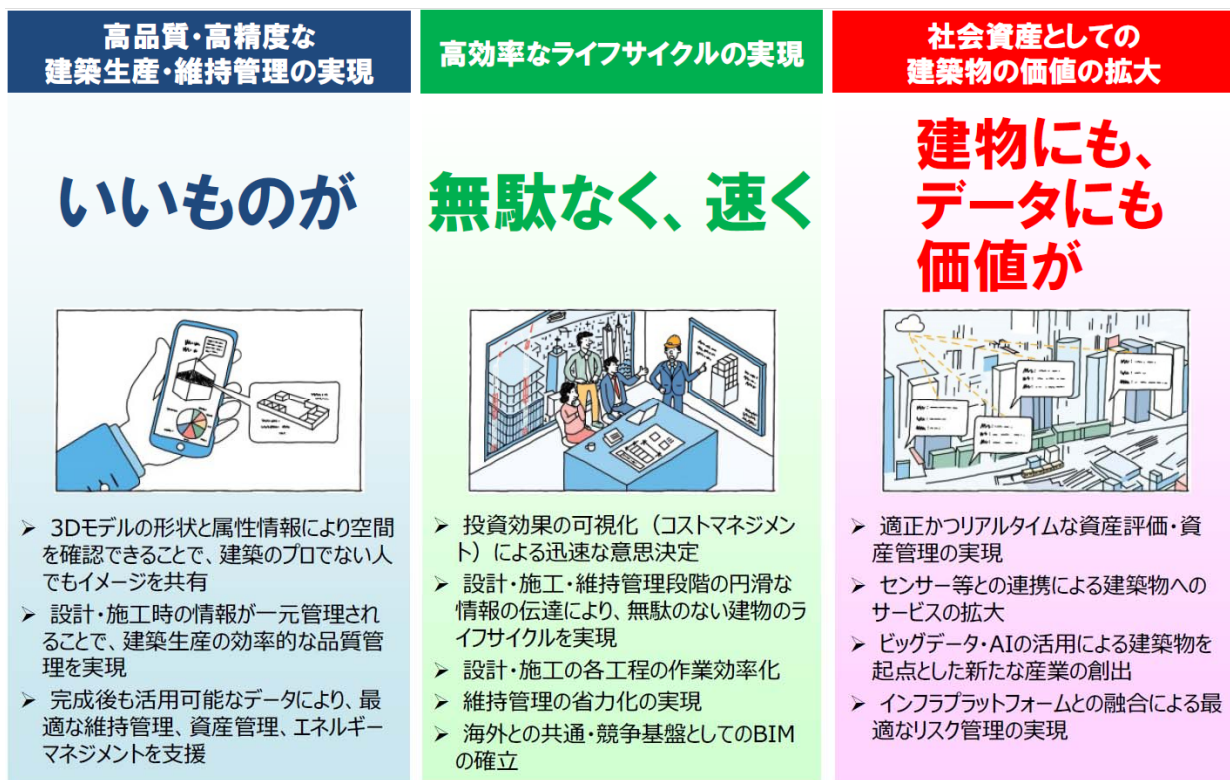 高品質・高精度な
建築生産・維持管理の実現
いいものが
➢ 3Dモデルの形状と属性情報により空間
を確認できることで、建築のプロでない人
でもイメージを共有
➢ 設計・施工時の情報が一元管理され
ることで、建築生産の効率的な品質管
理を実現
➢ 完成後も活用可能なデータにより、最
適な維持管理、資産管理、エネルギー
マネジメントを支援
高効率なライフサイクルの実現
無駄なく、速く
➢ 投資効果の可視化（コストマネジメン
ト）による迅速な意思決定
➢ 設計・施工・維持管理段階の円滑な
情報の伝達により、無駄のない建物のラ
イフサイクルを実現
➢ 設計・施工の各工程の作業効率化
➢ 維持管理の省力化の実現
➢ 海外との共通・競争基盤としてのBIM
の確立
社会資産としての
建築物の価値の拡大
建物にも、
データにも
価値が
➢ 適正かつリアルタイムな資産評価・資
産管理の実現
➢ センサー等との連携による建築物への
サービスの拡大
➢ ビッグデータ・AIの活用による建築物を
起点とした新たな産業の創出
➢ インフラプラットフォームとの融合による最
適なリスク管理の実現